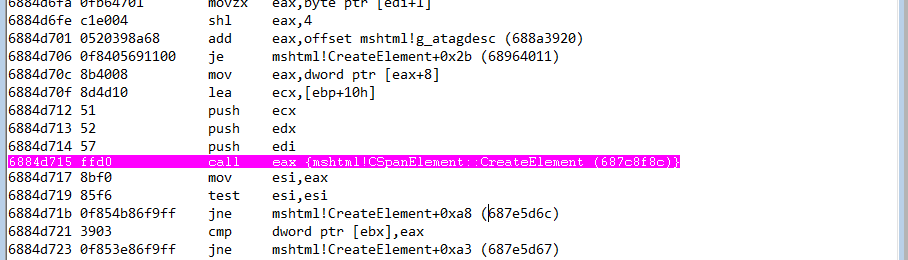 6884d6fa 0fb64701 movzx eax,byte ptr [edi+1]
6884d6fe c1e004 shl eax,4
6884d701 0520398a68 add eax,offset mshtml!g_atagdesc (688a3920)
6884d706 0f8405691100 je mshtml!CreateElement+0x2b (68964011)
6884d70c 8b4008 mov eax,dword ptr [eax+8]
6884d70f 8d4d10 lea ecx,[ebp+10h]
6884d712 51 push ecx
6884d713 52 push edx
6884d714 57 push edi
6884d715 ffd0 call eax {mshtml!CSpanElement::CreateElement (687c8f8c)}
6884d717 8bf0 mov esi,eax
6884d719 85f6 test esi,esi
6884d71b 0f854b86f9ff jne mshtml!CreateElement+0xa8 (687e5d6c)
6884d721 3903 cmp dword ptr [ebx],eax
6884d723 0f853e86f9ff jne mshtml!CreateElement+0xa3 (687e5d67)